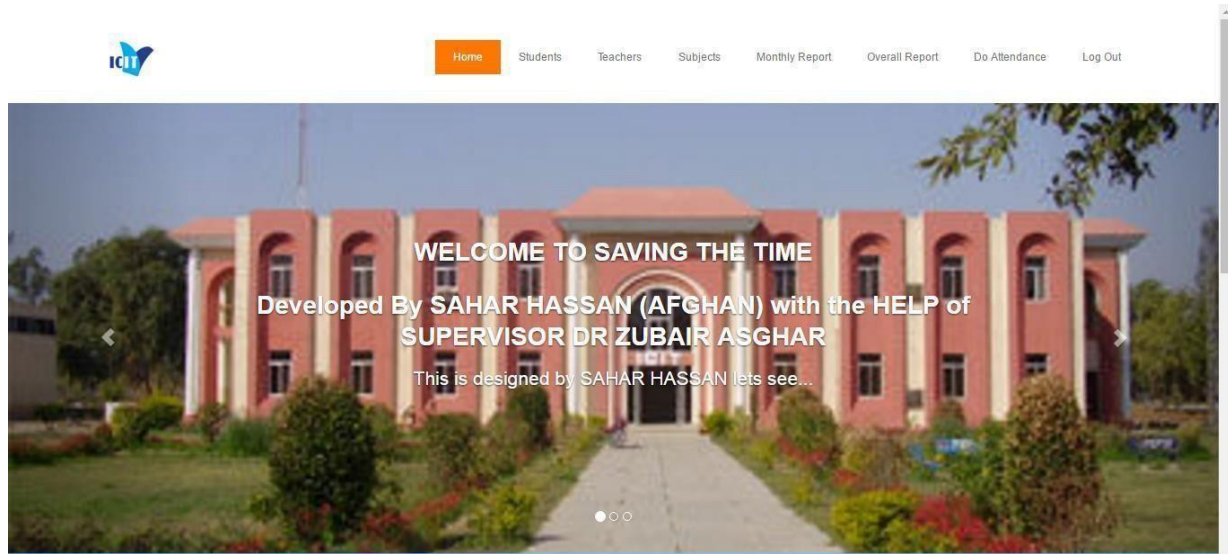 ICIT
Home Students Teachers Subjects Monthly Report Overall Report Do Attendance Log Out
WELCOME TO SAVING THE TIME
Developed By SAHAR HASSAN (AFGHAN) with the HELP of
SUPERVISOR DR ZUBAIR ASGHAR
ICIT
This is designed by SAHAR HASSAN lets see...